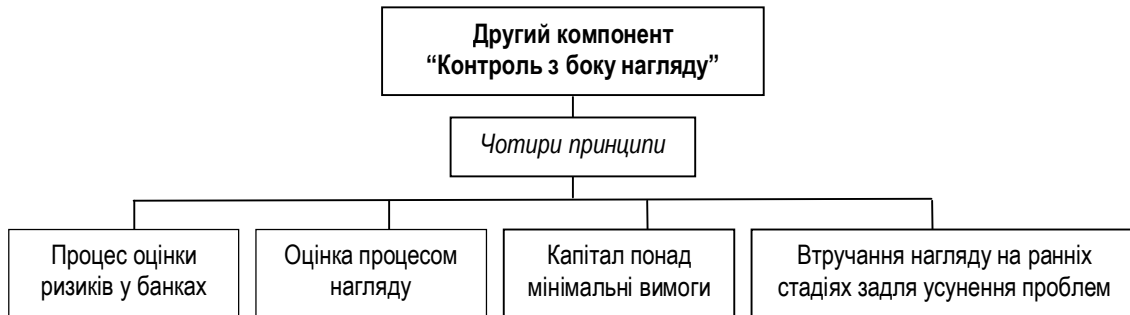 Другий компонент
“Контроль з боку нагляду”
Чотири принципи
Процес оцінки
ризиків у банках
Оцінка процесом
нагляду
Капітал понад
мінімальні вимоги
Втручання нагляду на ранніх
стадіях задля усунення проблем